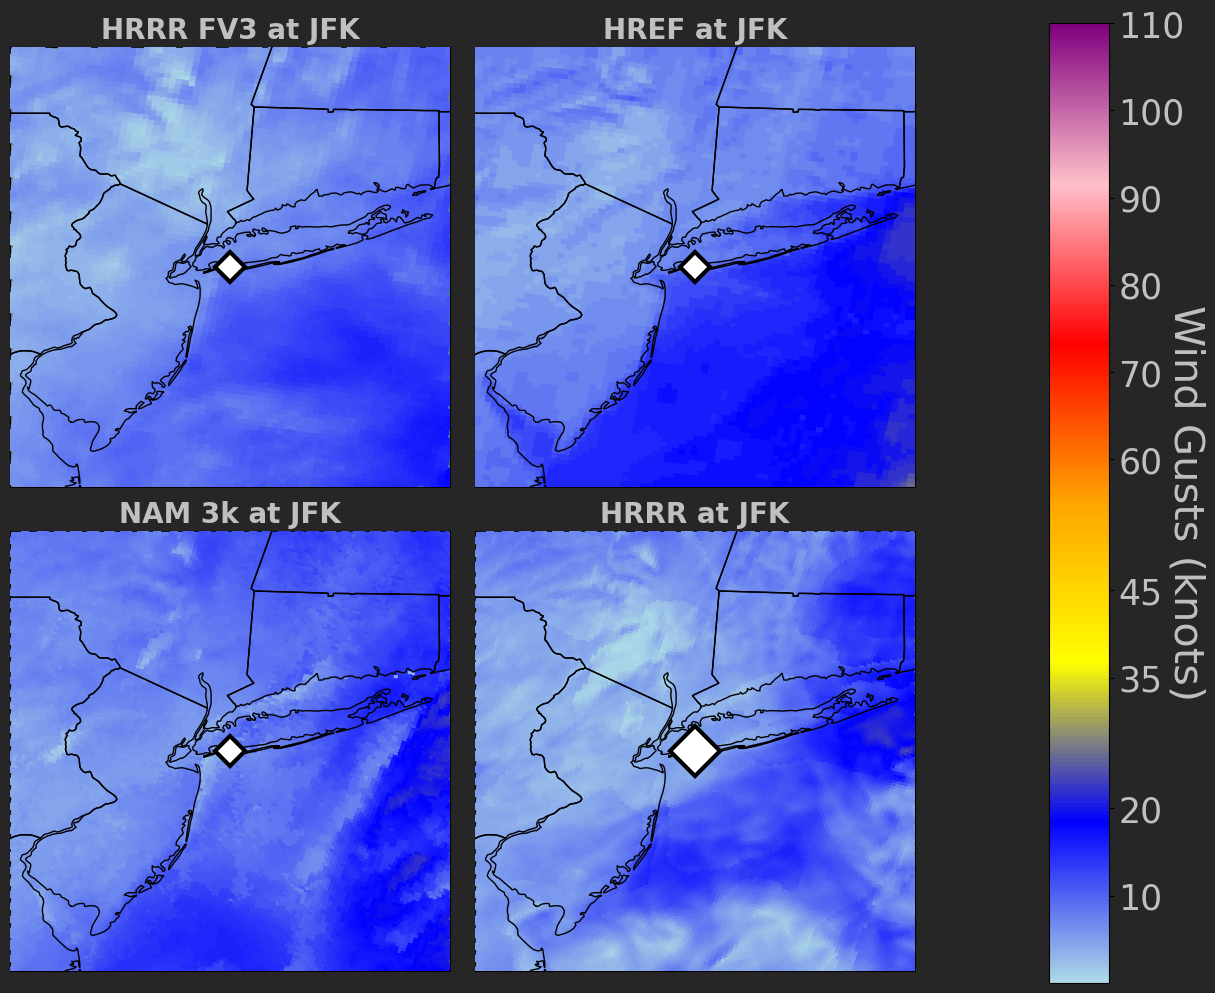 HRRR FV3 at JFK
HREF at JFK
NAM 3k at JFK
HRRR at JFK
110
100
90
80
70
60
45
35
20
10
Wind Gusts (knots)